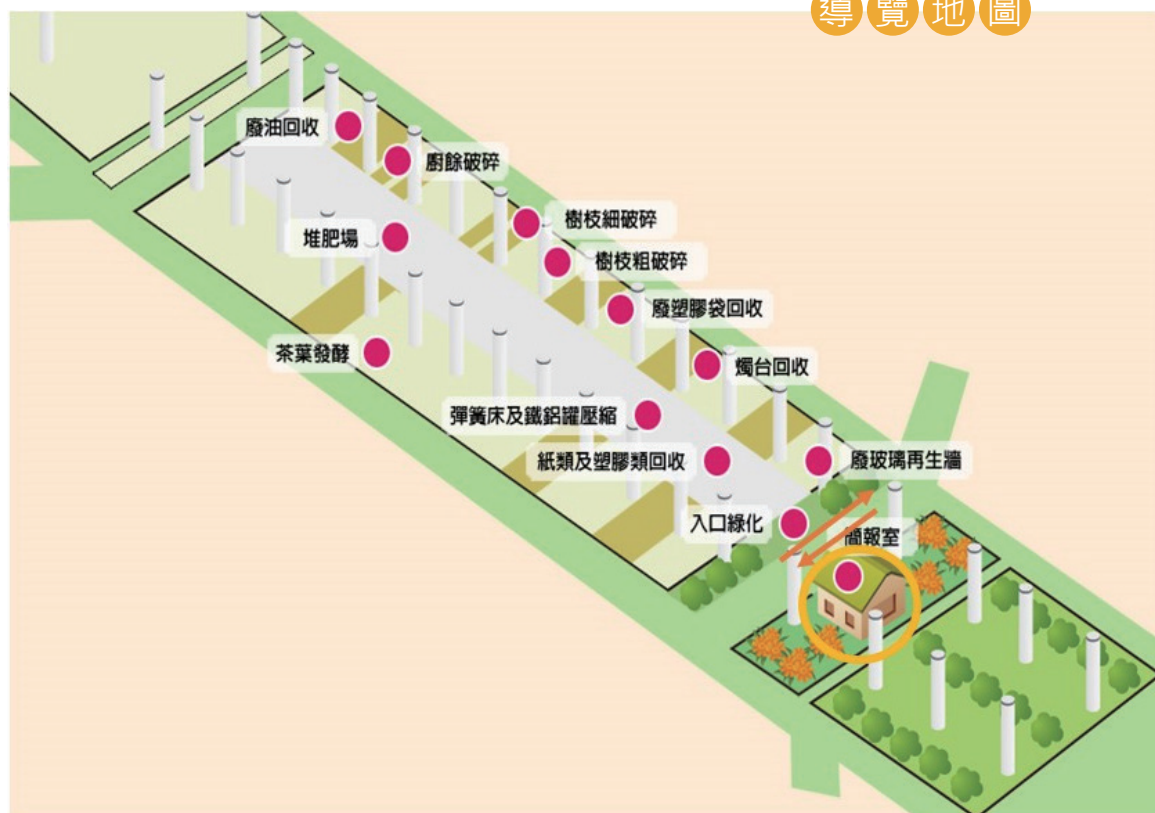 導覽地圖
廢油回收
廚餘破碎
樹枝細破碎
堆肥場
樹枝粗破碎
廢塑膠袋回收
茶葉發酵
燭台回收
彈簧床及鐵鋁罐壓縮
紙類及塑膠類回收
廢玻璃再生牆
入口綠化
簡報室